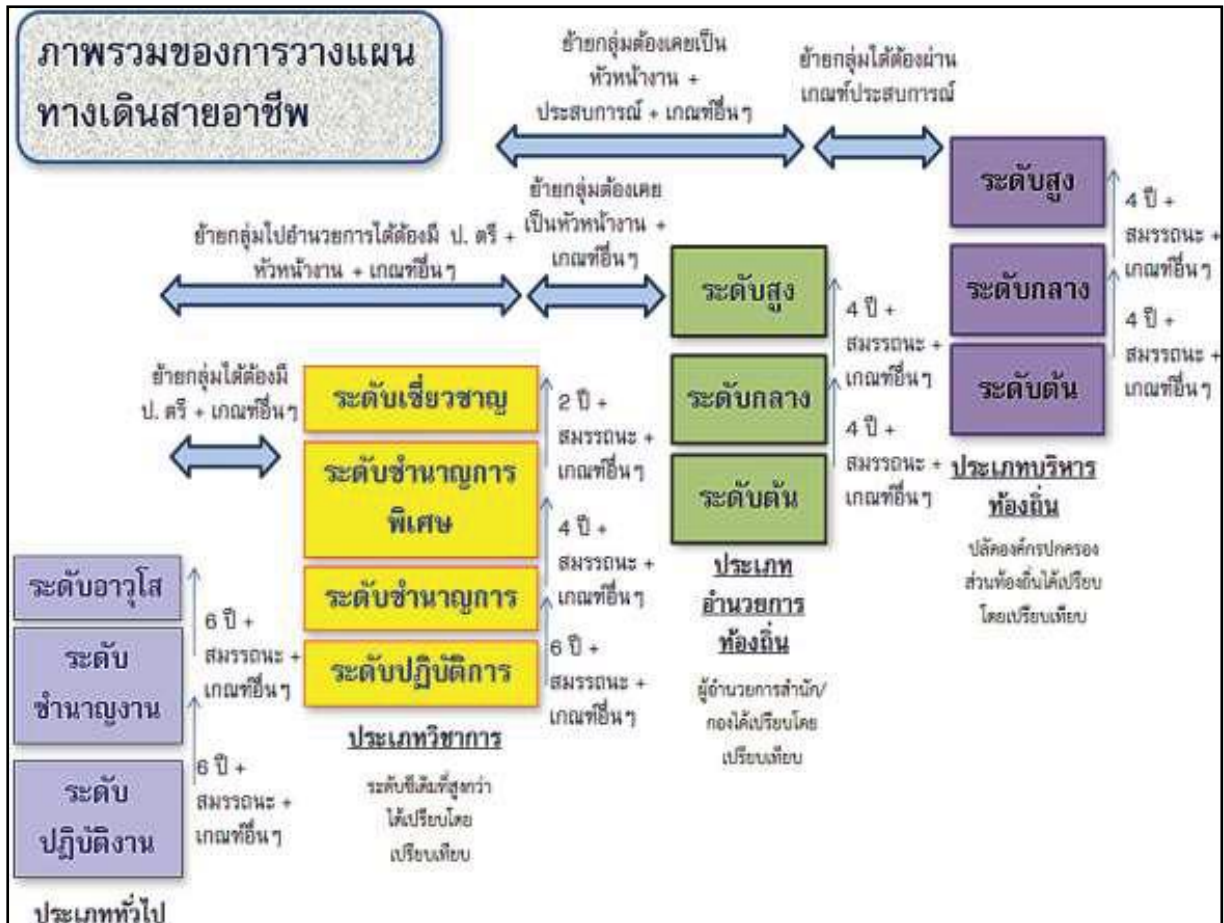 ภาพรวมของการวางแผน
ทางเดินสายอาชีพ
ย้ายกลุ่มต้องเคยเป็น
หัวหน้างาน +
ประสบการณ์ + เกณฑ์อื่นๆ
ย้ายกลุ่มได้ต้องผ่าน
เกณฑ์ประสบการณ์
ย้ายกลุ่มไปอำนวยการได้ต้องมี ป. ตรี +
หัวหน้างาน + เกณฑ์อื่นๆ
ย้ายกลุ่มต้องเคย
เป็นหัวหน้างาน +
เกณฑ์อื่นๆ
ย้ายกลุ่มได้ต้องมี
ป. ตรี + เกณฑ์อื่นๆ
ระดับอาวุโส
ระดับ
ชำนาญงาน
ระดับ
ปฏิบัติงาน
6 ปี +
สมรรถนะ +
เกณฑ์อื่นๆ
6 ปี +
สมรรถนะ +
เกณฑ์อื่นๆ
ประเภททั่วไป
ระดับเชี่ยวชาญ
ระดับชำนาญการ
พิเศษ
ระดับชำนาญการ
ระดับปฏิบัติการ
2 ปี +
สมรรถนะ +
เกณฑ์อื่นๆ
4 ปี +
สมรรถนะ +
เกณฑ์อื่นๆ
6 ปี +
สมรรถนะ +
เกณฑ์อื่นๆ
ประเภทวิชาการ
ระดับซีเดิมที่สูงกว่า
ได้เปรียบโดย
เปรียบเทียบ
ระดับสูง
ระดับกลาง
ระดับต้น
4 ปี +
สมรรถนะ +
เกณฑ์อื่นๆ
4 ปี +
สมรรถนะ +
เกณฑ์อื่นๆ
ประเภท
อำนวยการ
ท้องถิ่น
ผู้อำนวยการสำนัก/
กองได้เปรียบโดย
เปรียบเทียบ
ระดับสูง
ระดับกลาง
ระดับต้น
4 ปี +
สมรรถนะ +
เกณฑ์อื่นๆ
4 ปี +
สมรรถนะ +
เกณฑ์อื่นๆ
ประเภทบริหาร
ท้องถิ่น
ปลัดองค์กรปกครอง
ส่วนท้องถิ่นได้เปรียบ
โดยเปรียบเทียบ